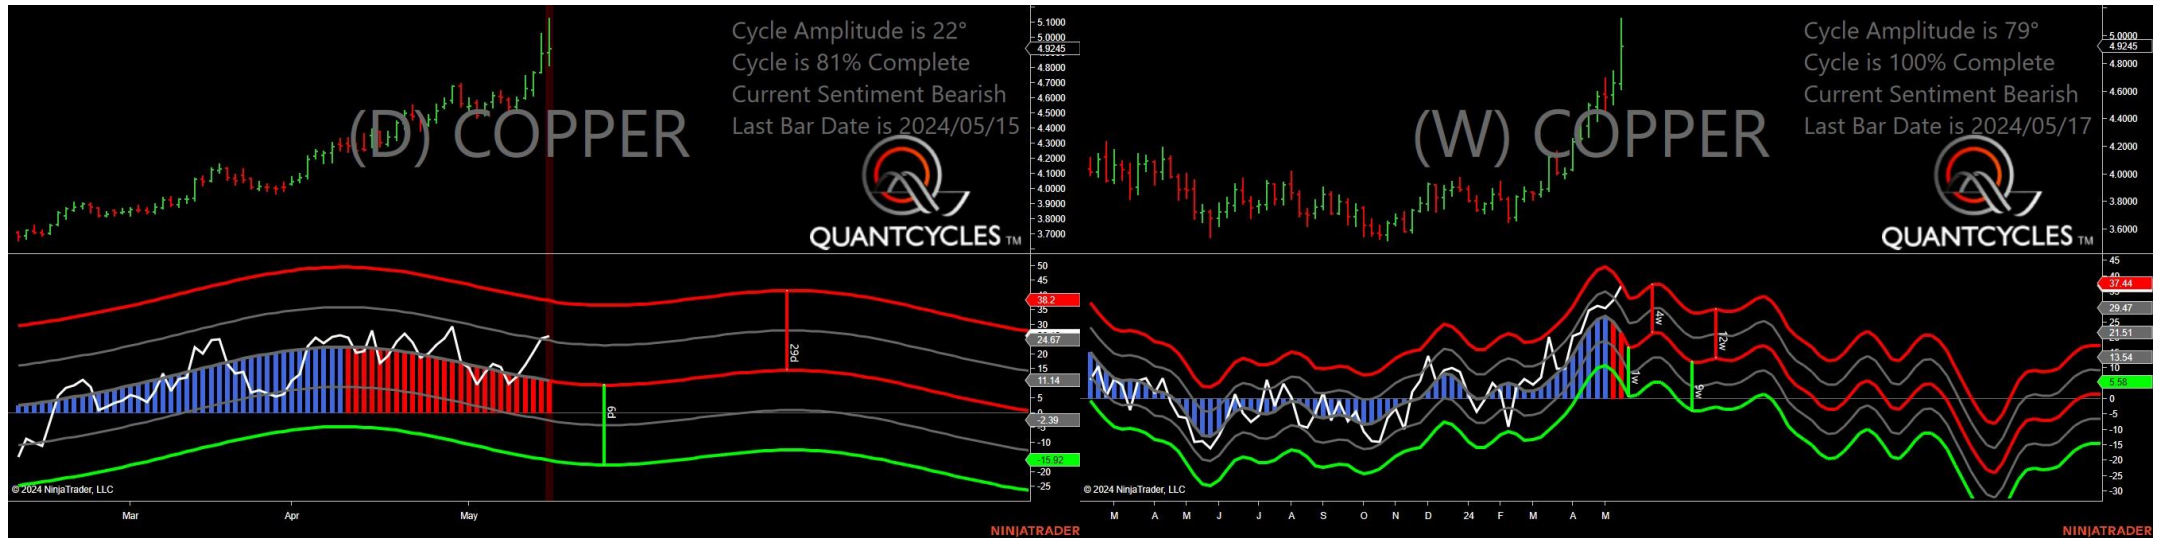 Cycle Amplitude is 22°
Cycle is 81% Complete
Current Sentiment Bearish
Last Bar Date is 2024/05/15
(D) COPPER
QUANTCYCLES TM
5.1000
5.0000
4.9245
4.8000
4.7000
4.6000
4.5000
4.4000
4.3000
4.2000
4.1000
4.0000
3.9000
3.8000
3.7000
50
45
38.2
35
30
24.67
20
15
11.14
5
0
-2.39
-5
-10
-15.92
-20
-25
6d
29d
© 2024 NinjaTrader, LLC
Mar
Apr
May
NINJATRADER
Cycle Amplitude is 79°
Cycle is 100% Complete
Current Sentiment Bearish
Last Bar Date is 2024/05/17
(W) COPPER
QUANTCYCLES TM
5.0000
4.9245
4.8000
4.6000
4.4000
4.2000
4.0000
3.8000
3.6000
45
37.44
29.47
25
21.51
13.54
5.58
0
-5
-10
-15
-20
-25
-30
1w
4w
9w
12w
© 2024 NinjaTrader, LLC
M
A
M
J
J
A
S
O
N
D
24
F
M
A
M
NINJATRADER